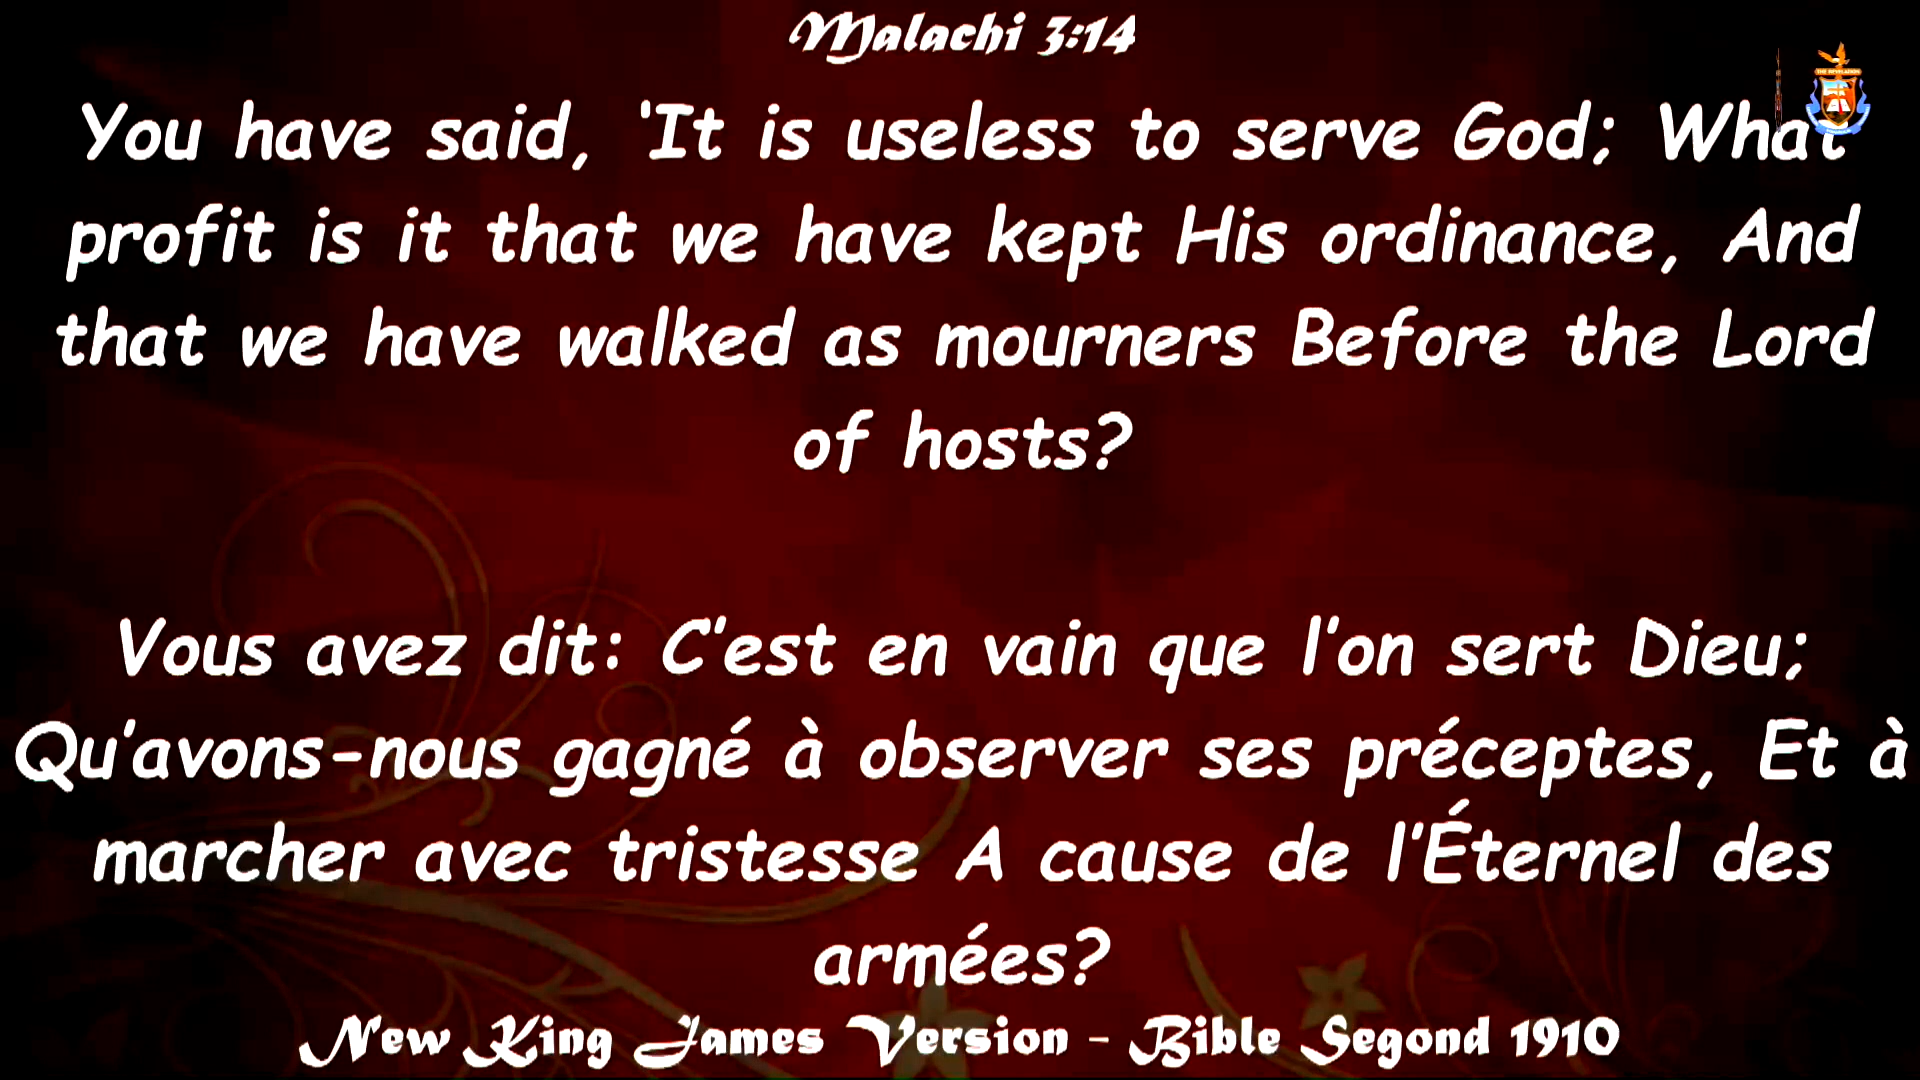 Malachi 3:14
You have said, ‘It is useless to serve God; What
profit is it that we have kept His ordinance, And
that we have walked as mourners Before the Lord
of hosts?
Vous avez dit: C’est en vain que l’on sert Dieu;
Qu’avons-nous gagné à observer ses préceptes, Et à
marcher avec tristesse A cause de l’Éternel des
armées?
New King James Version - Bible Segond 1910